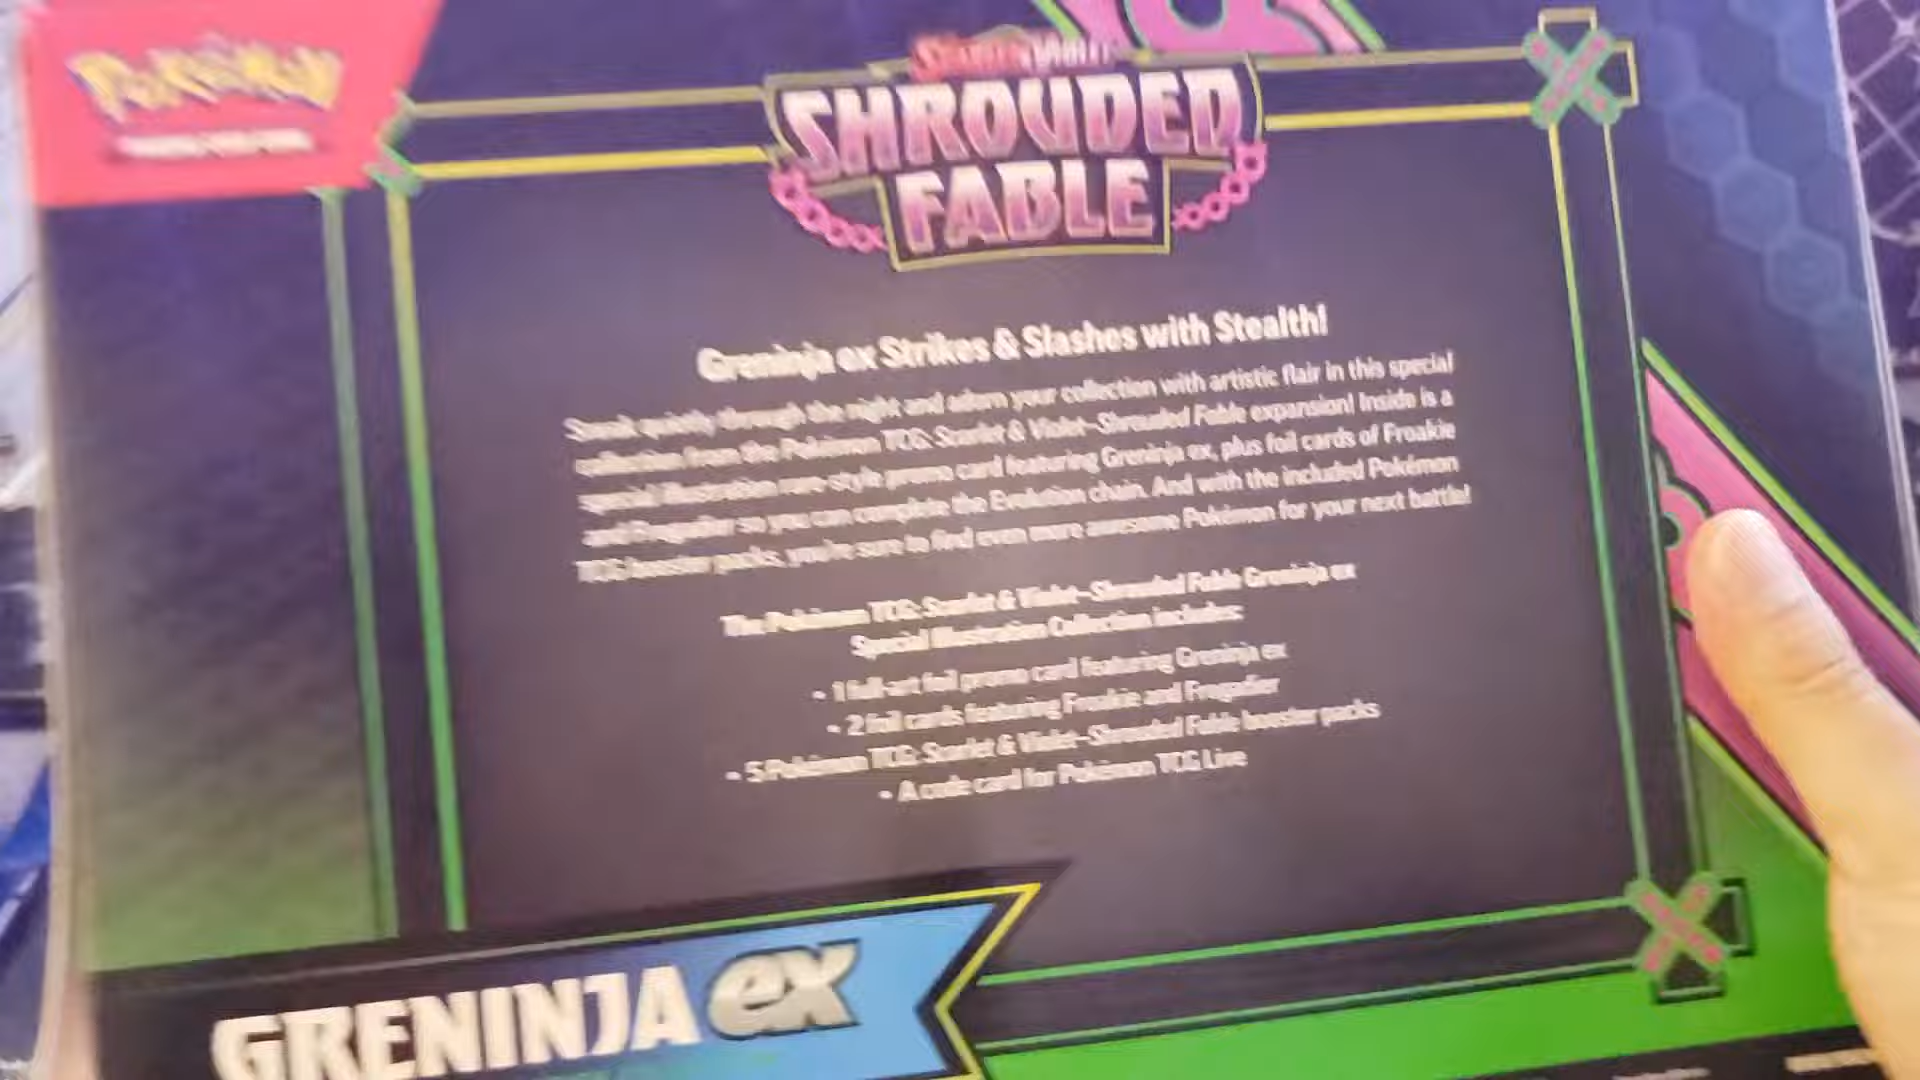 Pokémon
SCARLET & VIOLET
SHROUDED
FABLE
Greninja ex Strikes & Slashes with Stealth!
Sneak quietly through the night and adorn your collection with artistic flair in this special
collection from the Pokémon TCG: Scarlet & Violet—Shrouded Fable expansion! Inside is a
special illustration rare-style promo card featuring Greninja ex, plus foil cards of Froakie
and Frogadier so you can complete the Evolution chain. And with the included Pokémon
TCG booster packs, you're sure to find even more awesome Pokémon for your next battle!
The Pokémon TCG: Scarlet & Violet—Shrouded Fable Greninja ex
Special Illustration Collection includes:
• 1 full-art foil promo card featuring Greninja ex
• 2 foil cards featuring Froakie and Frogadier
• 5 Pokémon TCG: Scarlet & Violet—Shrouded Fable booster packs
• A code card for Pokémon TCG Live
GRENINJA ex